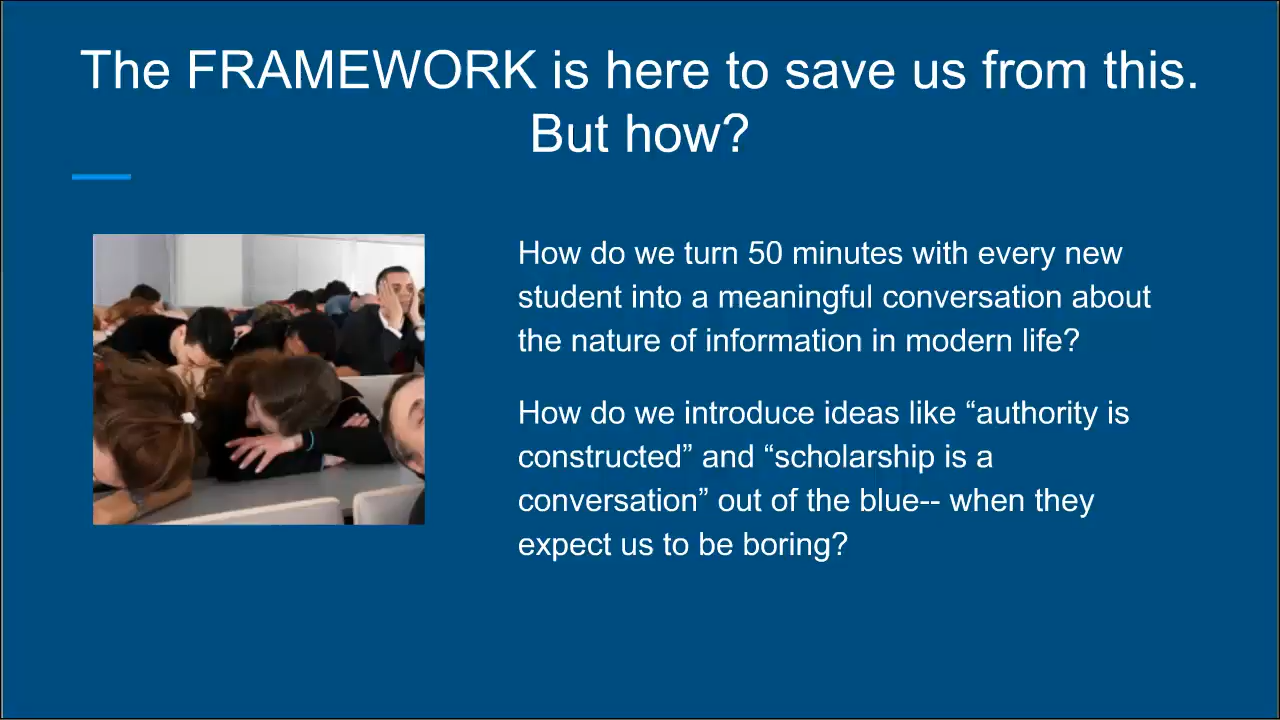 The FRAMEWORK is here to save us from this.
But how?
How do we turn 50 minutes with every new
student into a meaningful conversation about
the nature of information in modern life?
How do we introduce ideas like “authority is
constructed” and “scholarship is a
conversation” out of the blue-- when they
expect us to be boring?